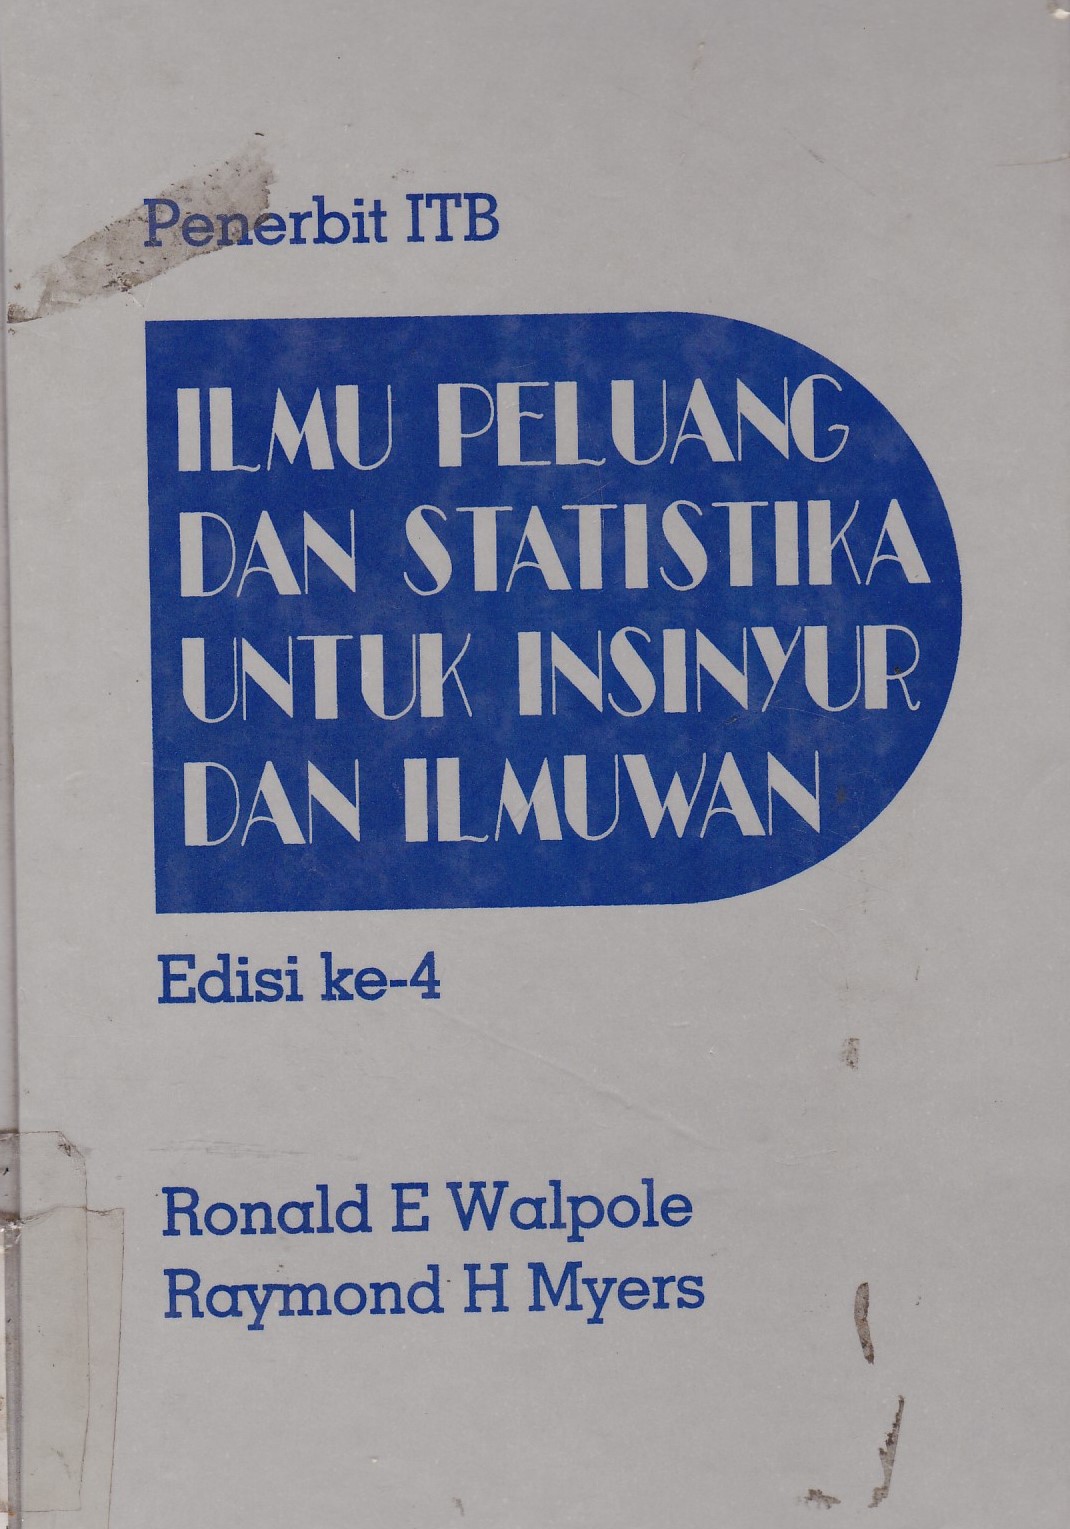 Penerbit ITB
ILMU PELUANG
DAN STATISTIKA
UNTUK INSINYUR
DAN ILMUWAN
Edisi ke-4
Ronald E Walpole
Raymond H Myers